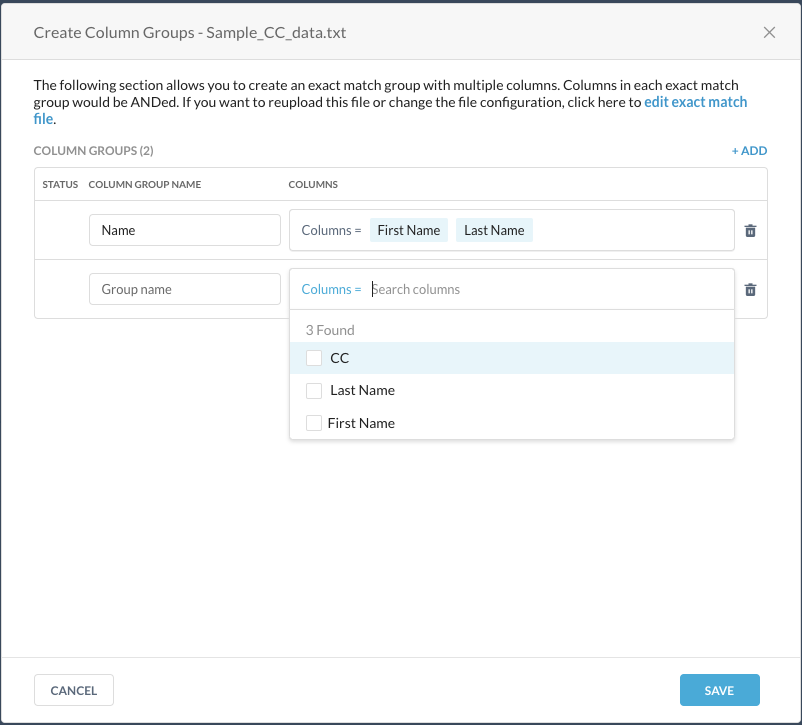 Create Column Groups - Sample_CC_data.txt
The following section allows you to create an exact match group with multiple columns. Columns in each exact match
group would be ANDed. If you want to reupload this file or change the file configuration, click here to edit exact match
file.
COLUMN GROUPS (2)
+ ADD
STATUS COLUMN GROUP NAME COLUMNS
Name Columns = First Name Last Name
Group name Columns = Search columns
3 Found
CC
Last Name
First Name
CANCEL SAVE